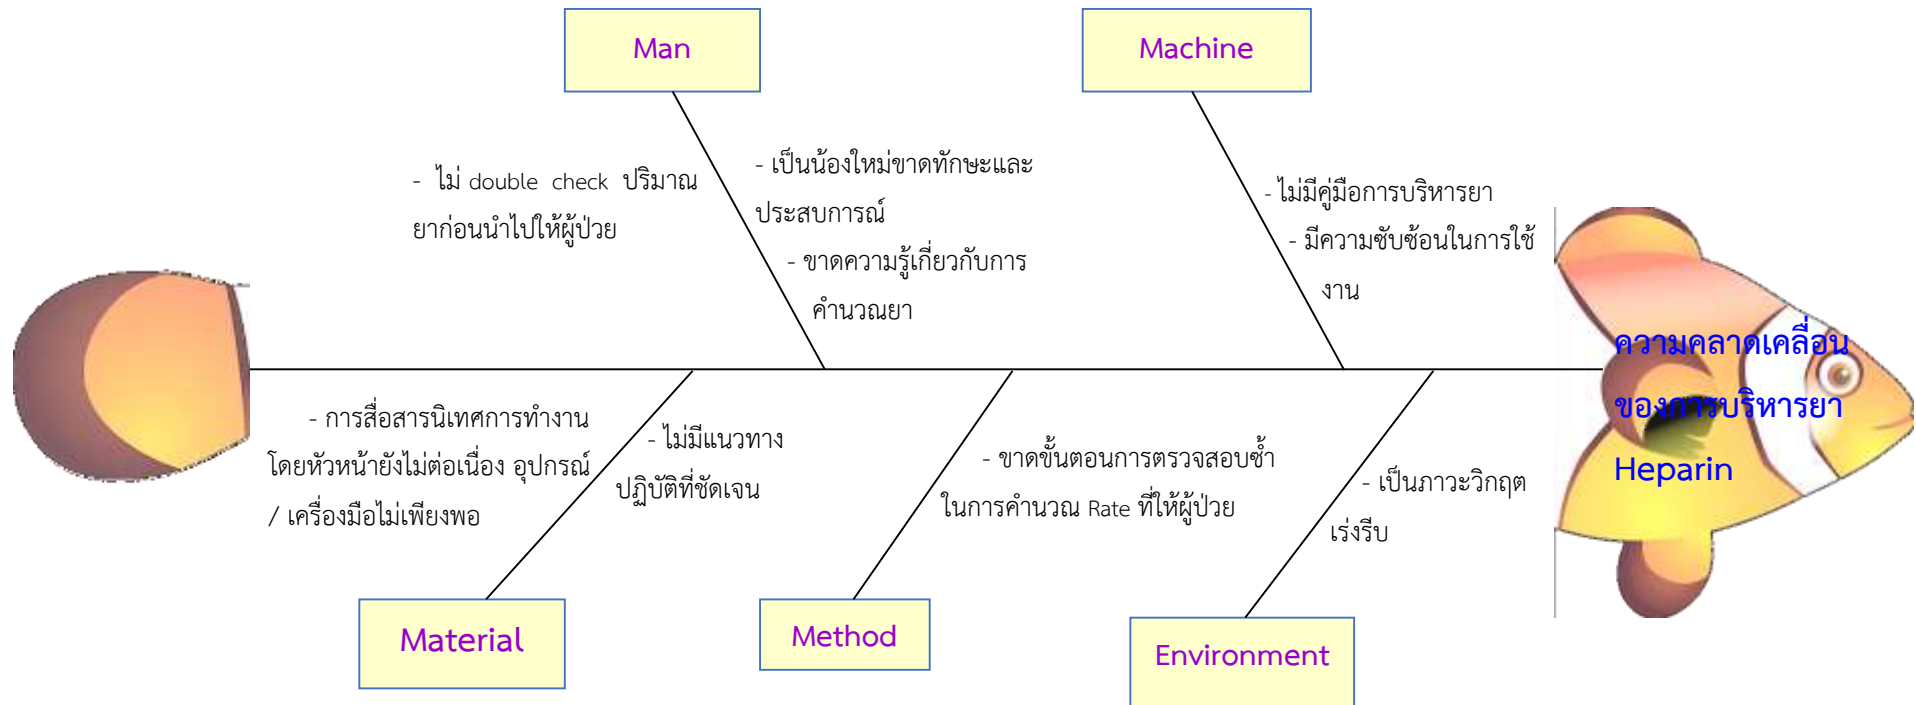 Man
Machine
- ไม่ double check ปริมาณ
ยาก่อนนำไปให้ผู้ป่วย
- เป็นน้องใหม่ขาดทักษะและ
ประสบการณ์
- ขาดความรู้เกี่ยวกับการ
คำนวณยา
- ไม่มีคู่มือการบริหารยา
- มีความซับซ้อนในการใช้
งาน
ความคลาดเคลื่อน
ของการบริหารยา
Heparin
- การสื่อสารนิเทศการทำงาน
โดยหัวหน้ายังไม่ต่อเนื่อง อุปกรณ์
/ เครื่องมือไม่เพียงพอ
- ไม่มีแนวทาง
ปฏิบัติที่ชัดเจน
- ขาดขั้นตอนการตรวจสอบซ้ำ
ในการคำนวณ Rate ที่ให้ผู้ป่วย
- เป็นภาวะวิกฤต
เร่งรีบ
Material
Method
Environment